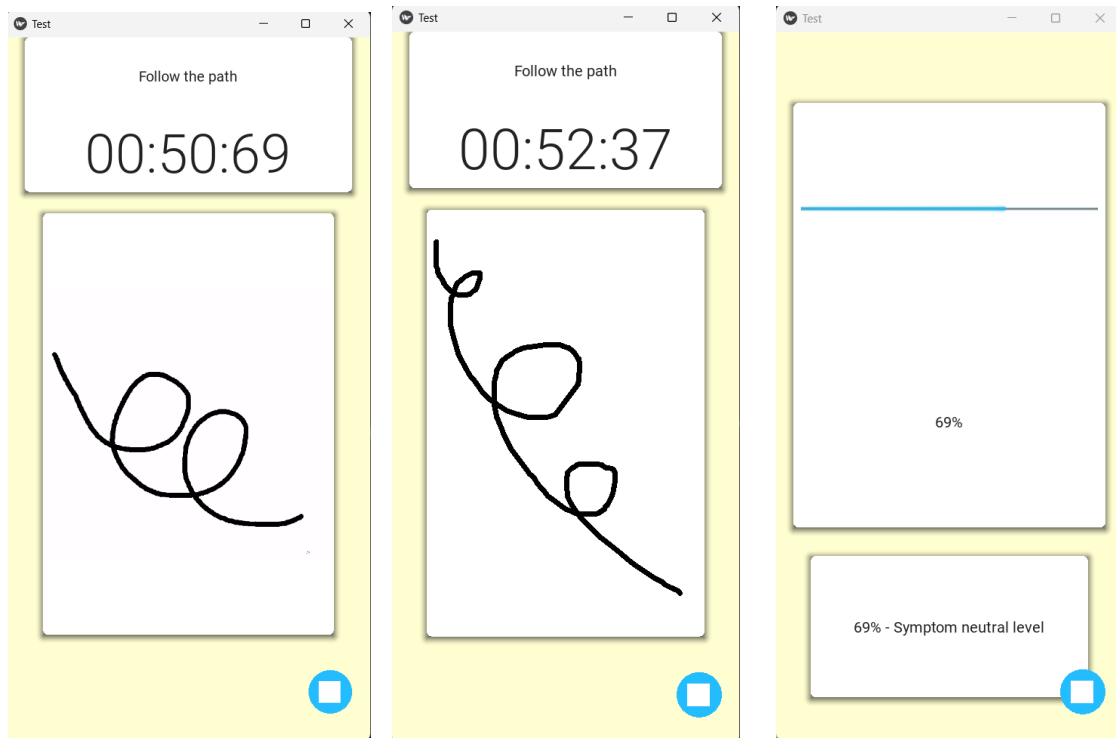 Test
Follow the path
00:50:69
Test
Follow the path
00:52:37
Test
69%
69% - Symptom neutral level